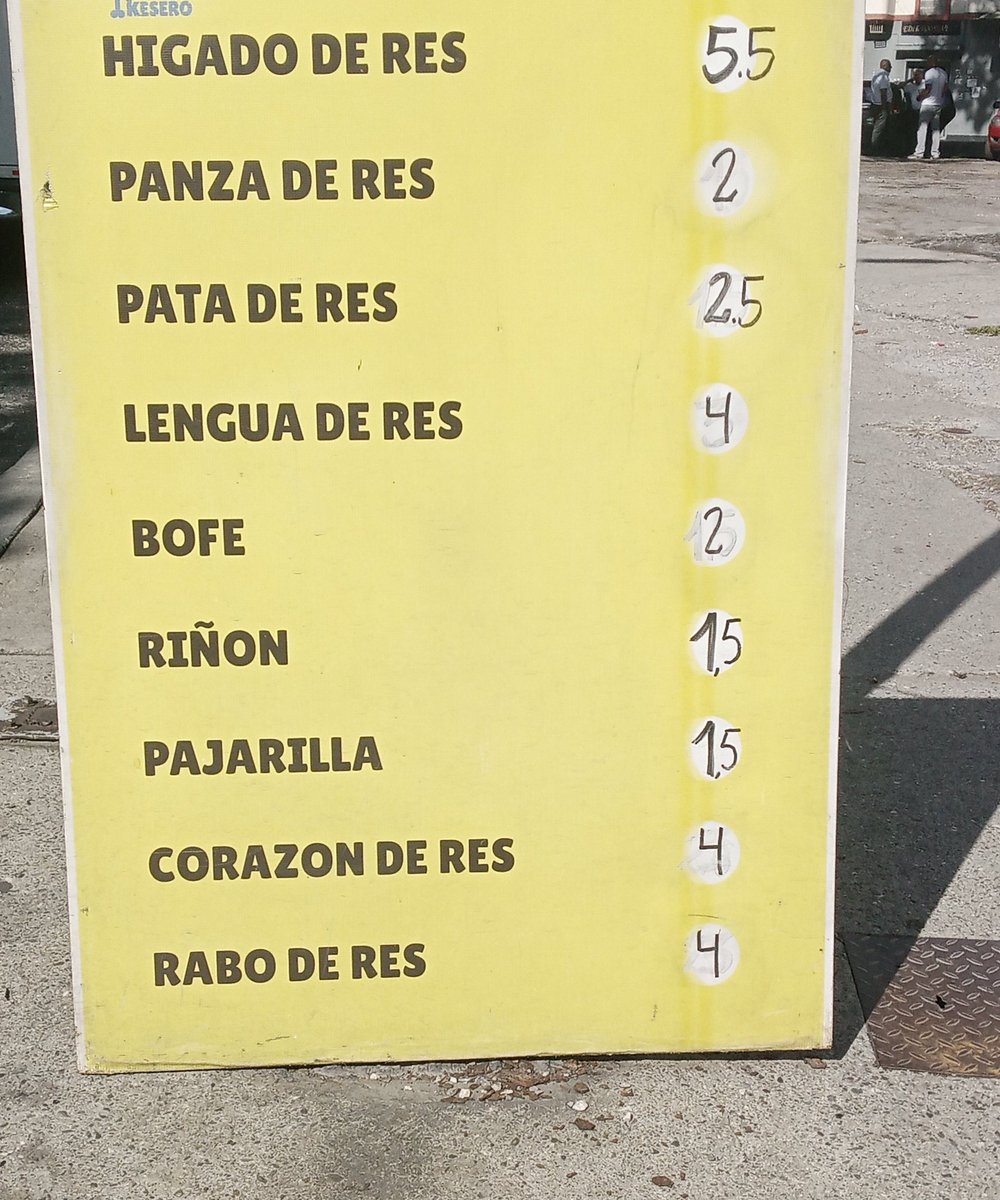 KESERO
HIGADO DE RES 5.5
PANZA DE RES 2
PATA DE RES 2.5
LENGUA DE RES 4
BOFE 2
RIÑON 1,5
PAJARILLA 1,5
CORAZON DE RES 4
RABO DE RES 4